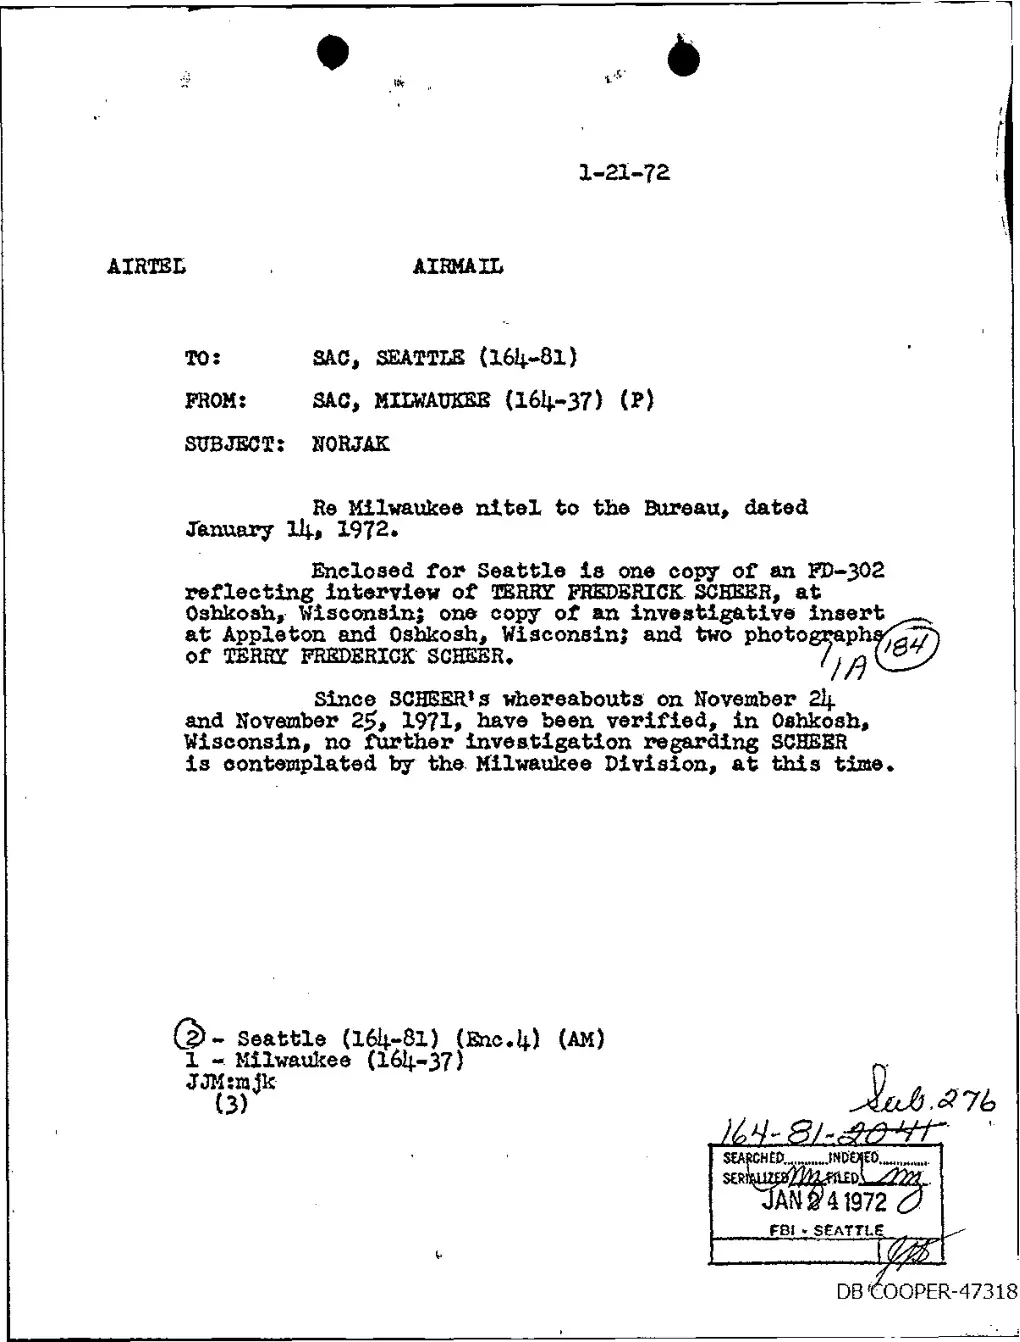 1-21-72
AIRTEL AIRMAIL
TO: SAC, SEATTLE (164-81)
FROM: SAC, MILWAUKEE (164-37) (P)
SUBJECT: NORJAK
Re Milwaukee nitel to the Bureau, dated
January 14, 1972.
Enclosed for Seattle is one copy of an FD-302
reflecting interview of TERRY FREDERICK SCHEER, at
Oshkosh, Wisconsin; one copy of an investigative insert
at Appleton and Oshkosh, Wisconsin; and two photographs
of TERRY FREDERICK SCHEER.
1A 184
Since SCHEER's whereabouts on November 24
and November 25, 1971, have been verified, in Oshkosh,
Wisconsin, no further investigation regarding SCHEER
is contemplated by the Milwaukee Division, at this time.
2 - Seattle (164-81) (Enc.4) (AM)
1 - Milwaukee (164-37)
JJM:mjk
(3)
Sub. 276
164-81-2041
SEARCHED........INDEXED........
SERIALIZED FILED
JAN 24 1972
FBI - SEATTLE
DB COOPER-47318